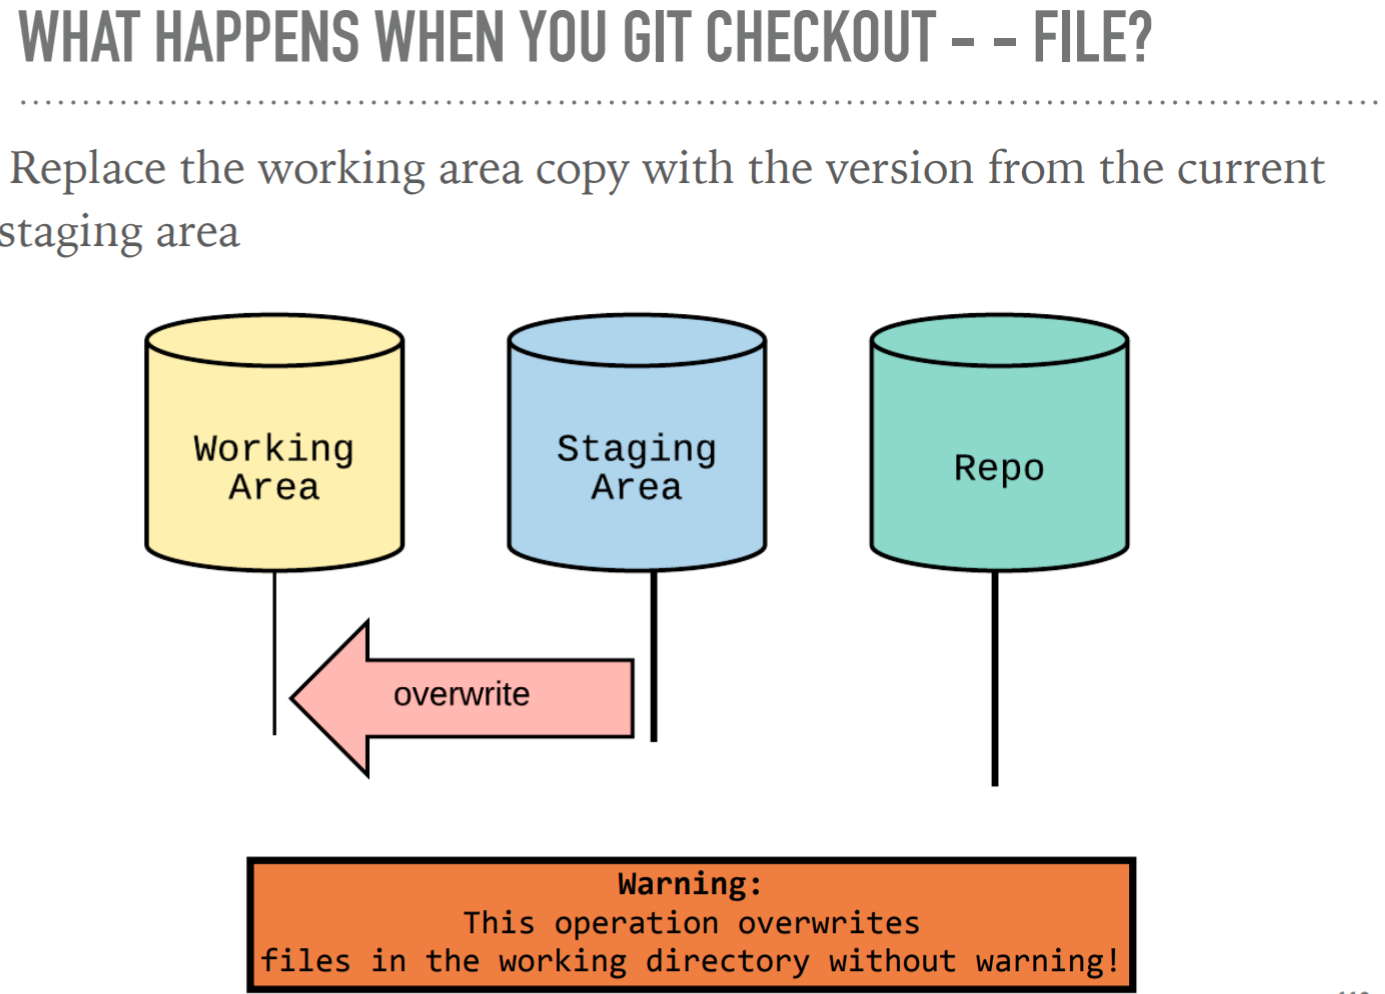 WHAT HAPPENS WHEN YOU GIT CHECKOUT - - FILE?
Replace the working area copy with the version from the current
staging area
Working
Area
Staging
Area
Repo
overwrite
Warning:
This operation overwrites
files in the working directory without warning!